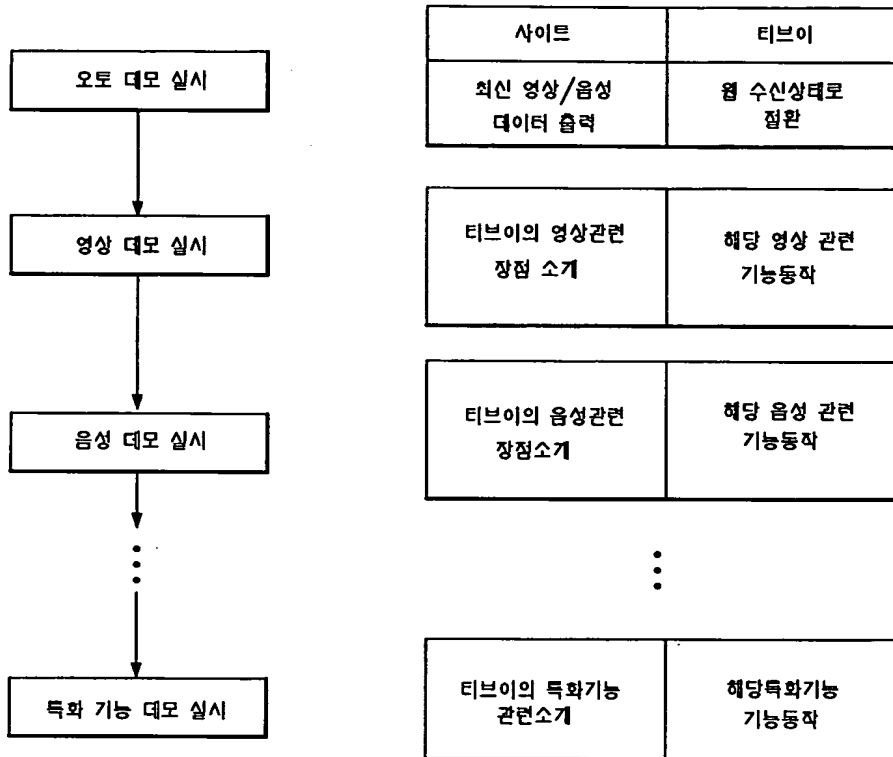 오토 데모 실시
사이트
티브이
최신 영상/음성
데이터 출력
웹 수신상태로
절환
영상 데모 실시
티브이의 영상관련
장점 소개
해당 영상 관련
기능동작
음성 데모 실시
티브이의 음성관련
장점소개
해당 음성 관련
기능동작
특화 기능 데모 실시
티브이의 특화기능
관련소개
해당특화기능
기능동작